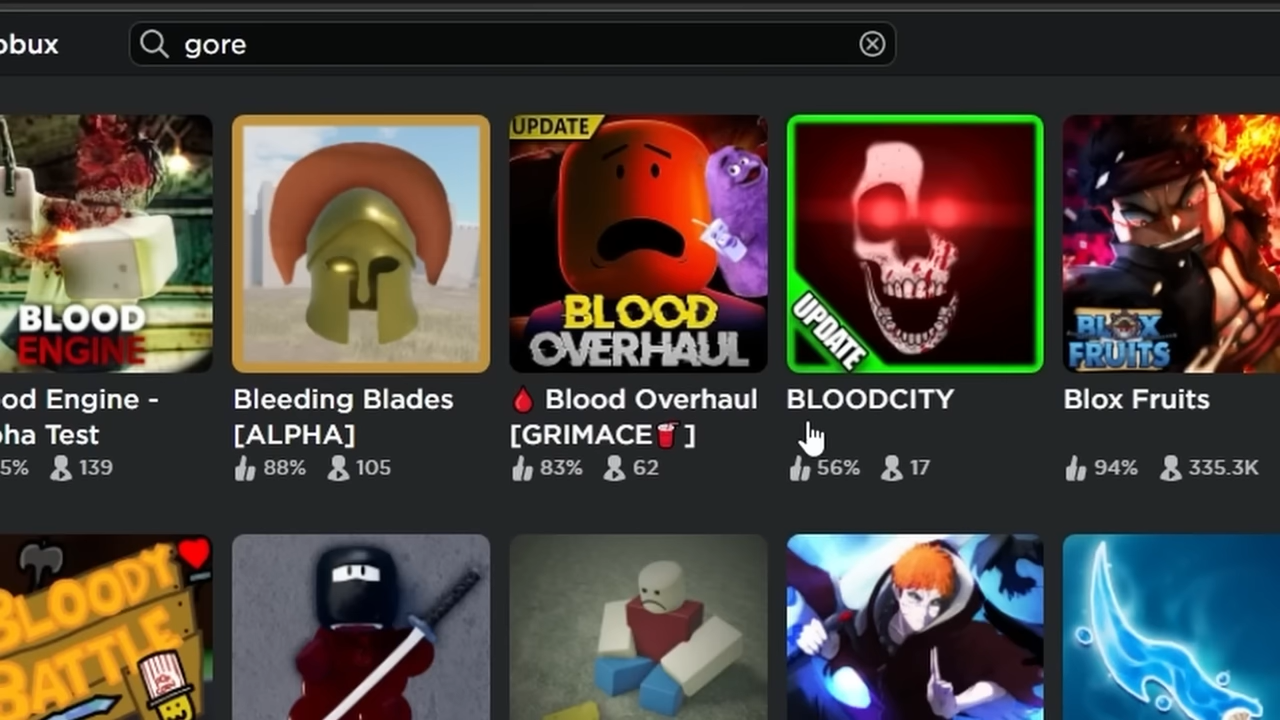 obux
gore
UPDATE
BLOOD
ENGINE
BLOOD
OVERHAUL
UPDATE
BLOX
FRUITS
od Engine -
ha Test
Bleeding Blades
[ALPHA]
🩸 Blood Overhaul
[GRIMACE🥤]
BLOODCITY
Blox Fruits
5% 139
88% 105
83% 62
56% 17
94% 335.3K
BLOODY
BATTLE